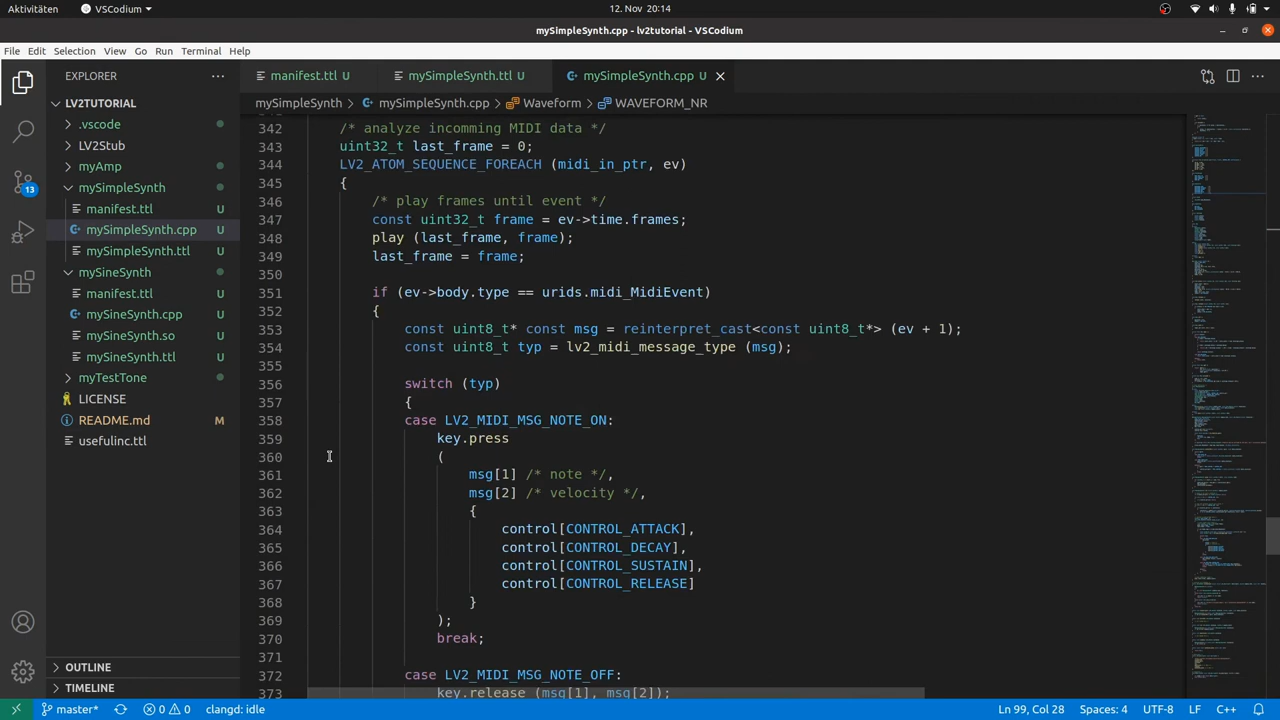 Aktivitäten VSCodium 12. Nov 20:14
mySimpleSynth.cpp - lv2tutorial - VSCodium
File Edit Selection View Go Run Terminal Help
EXPLORER ··· manifest.ttl U mySimpleSynth.ttl U mySimpleSynth.cpp U
LV2TUTORIAL
mySimpleSynth > mySimpleSynth.cpp > Waveform > WAVEFORM_NR
.vscode
LV2Stub
myAmp
mySimpleSynth
manifest.ttl U
mySimpleSynth.cpp U
mySimpleSynth.ttl U
mySineSynth
manifest.ttl U
mySineSynth.cpp U
mySineSynth.so U
mySineSynth.ttl U
myTestTone
LICENSE
README.md M
usefulinc.ttl U
13
OUTLINE
TIMELINE
342 /* analyze incomming MIDI data */
343 uint32_t last_frame = 0;
344 LV2_ATOM_SEQUENCE_FOREACH (midi_in_ptr, ev)
345 {
346 /* play frames until event */
347 const uint32_t frame = ev->time.frames;
348 play (last_frame, frame);
349 last_frame = frame;
350
351 if (ev->body.type == urids.midi_MidiEvent)
352 {
353 const uint8_t* const msg = reinterpret_cast<const uint8_t*> (ev + 1);
354 const uint8_t typ = lv2_midi_message_type (msg);
355
356 switch (typ)
357 {
358 case LV2_MIDI_MSG_NOTE_ON:
359 key.press
360
361 msg[1] /* note */,
362 msg[2] /* velocity */,
363 {
364 control[CONTROL_ATTACK],
365 control[CONTROL_DECAY],
366 control[CONTROL_SUSTAIN],
367 control[CONTROL_RELEASE]
368 }
369
370 break;
371
372 case LV2_MIDI_MSG_NOTE_OFF:
373 key.release (msg[1], msg[2]);
master* 0 0 clangd: idle Ln 99, Col 28 Spaces: 4 UTF-8 LF C++